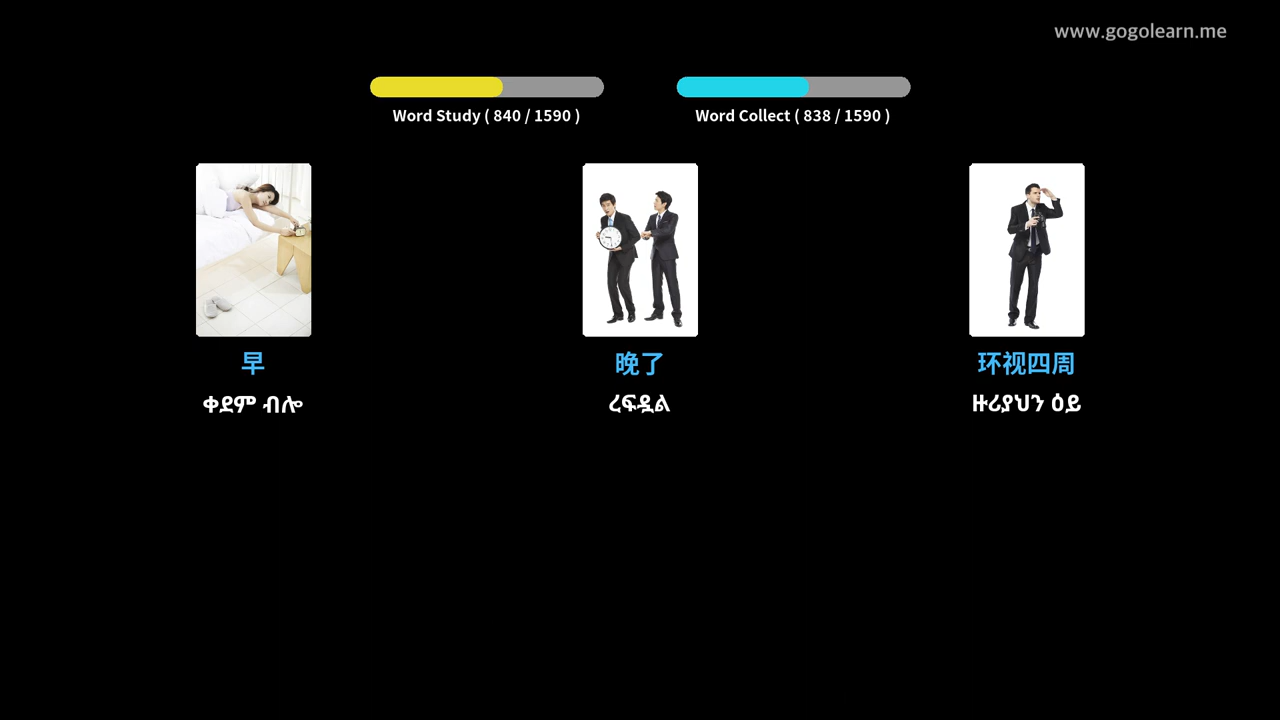 www.gogolearn.me
Word Study ( 840 / 1590 )
Word Collect ( 838 / 1590 )
早
晚了
环视四周
ቀደም ብሎ
ረፍዷል
ዙሪያህን ዕይ